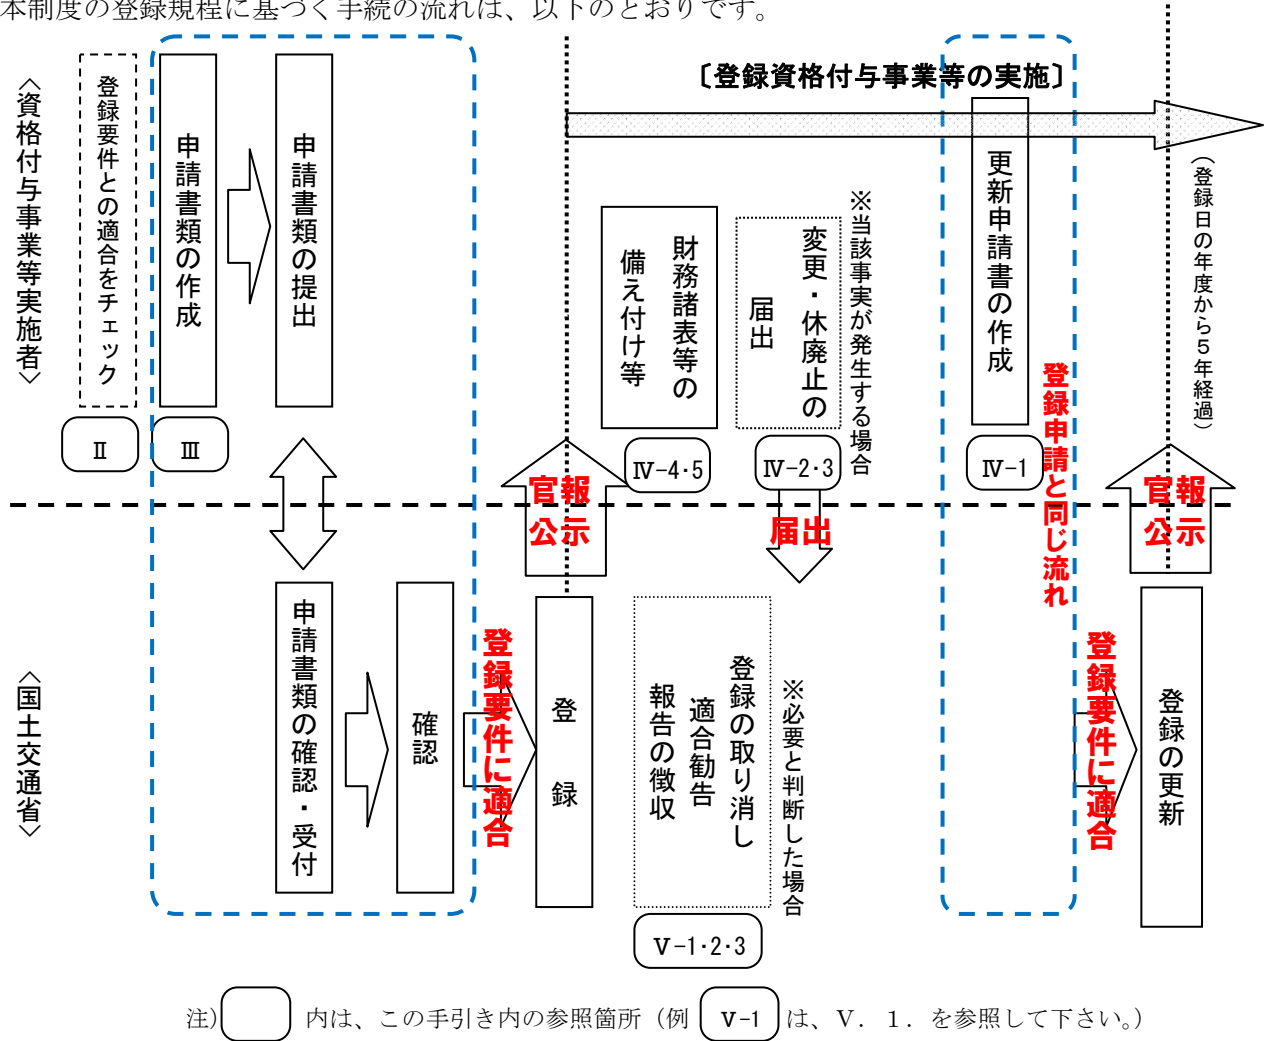 本制度の登録規程に基づく手続の流れは、以下のとおりです。
〈資格付与事業等実施者〉
登録要件との適合をチェック
Ⅱ
申請書類の作成
Ⅲ
申請書類の提出
〔登録資格付与事業等の実施〕
財務諸表等の
備え付け等
Ⅳ-4・5
変更・休廃止の
届出
※当該事実が発生する場合
Ⅳ-2・3
更新申請書の作成
Ⅳ-1
登録申請と同じ流れ
(登録日の年度から5年経過)
官報
公示
届出
官報
公示
〈国土交通省〉
申請書類の確認・受付
確認
登録要件に適合
登録
登録の取り消し
適合勧告
報告の徴収
※必要と判断した場合
Ⅴ-1・2・3
登録要件に適合
登録の更新
注) 内は、この手引き内の参照箇所（例 Ⅴ-1 は、Ⅴ．１．を参照して下さい。）